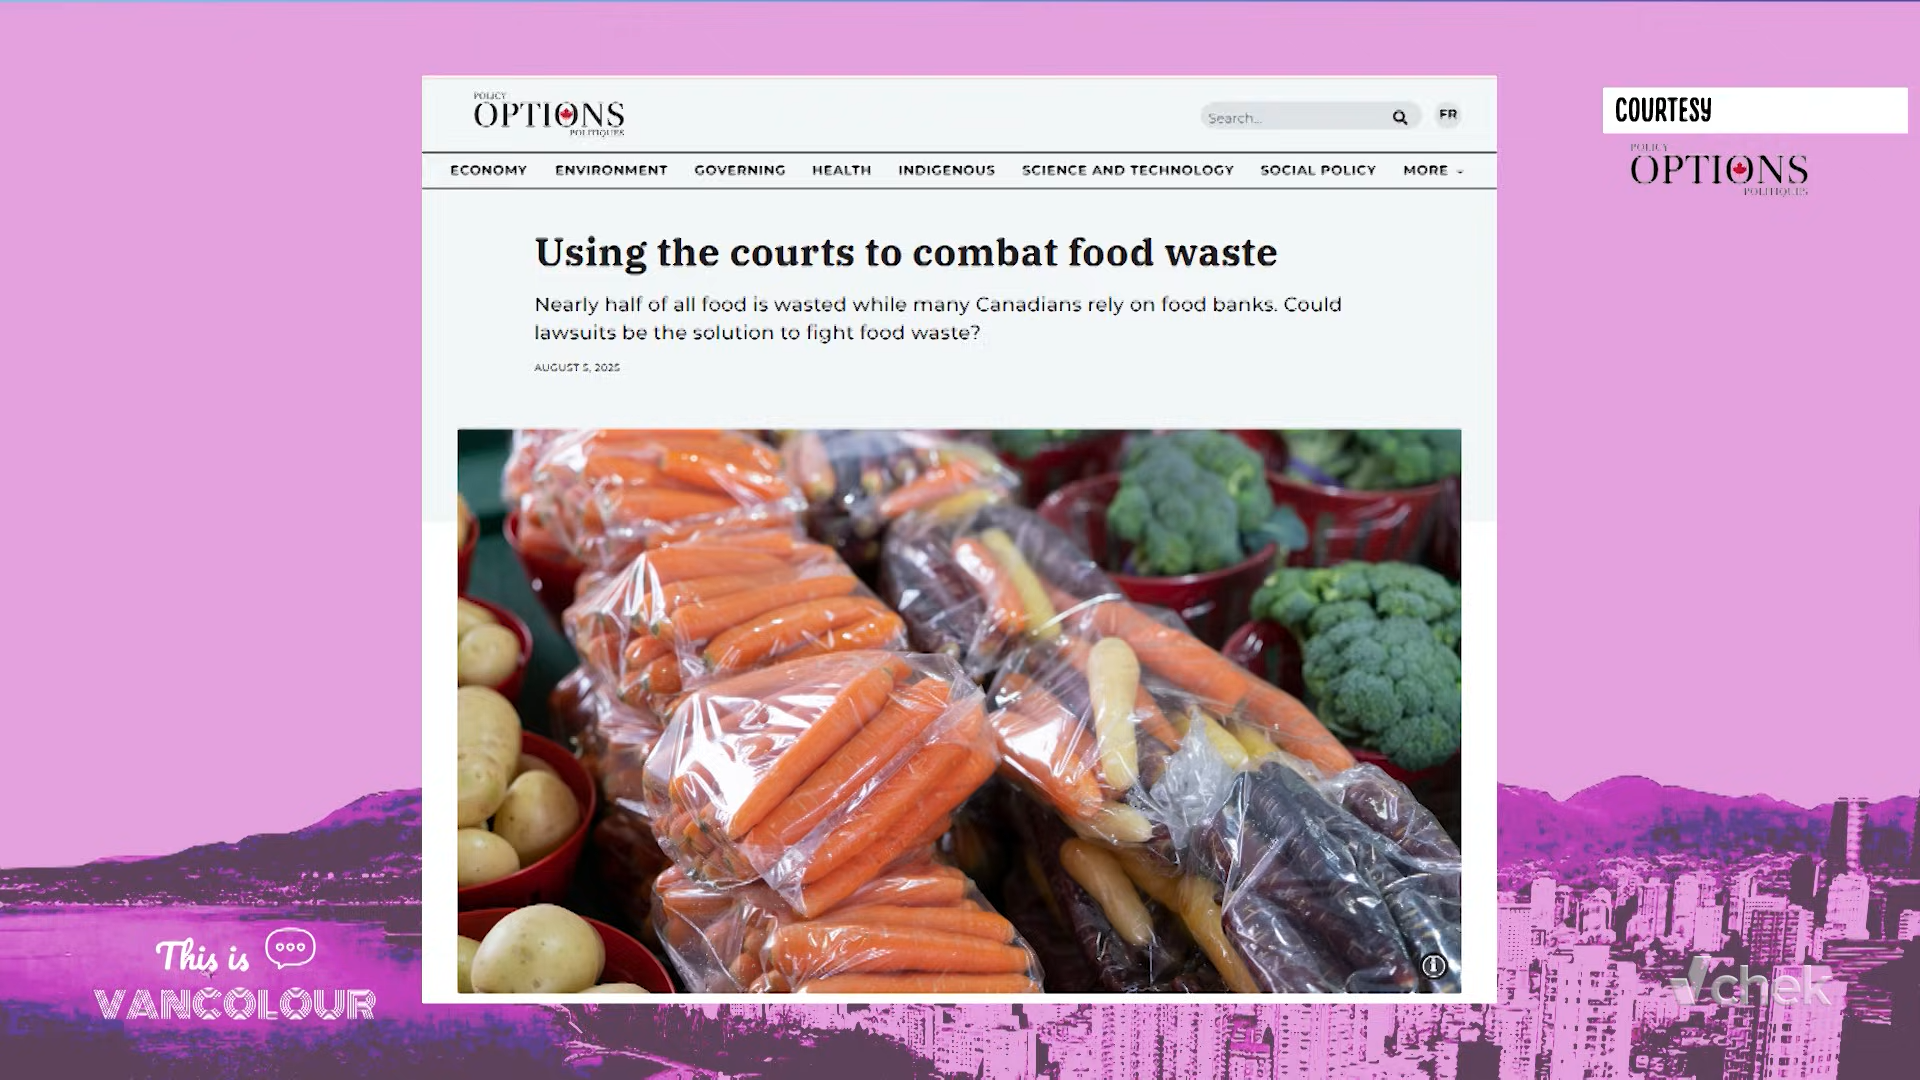 POLICY
OPTIONS
POLITIQUES
Search...
FR
ECONOMY ENVIRONMENT GOVERNING HEALTH INDIGENOUS SCIENCE AND TECHNOLOGY SOCIAL POLICY MORE
Using the courts to combat food waste
Nearly half of all food is wasted while many Canadians rely on food banks. Could
lawsuits be the solution to fight food waste?
AUGUST 5, 2025
COURTESY
POLICY
OPTIONS
POLITIQUES
This is
VANCOLOUR
chek